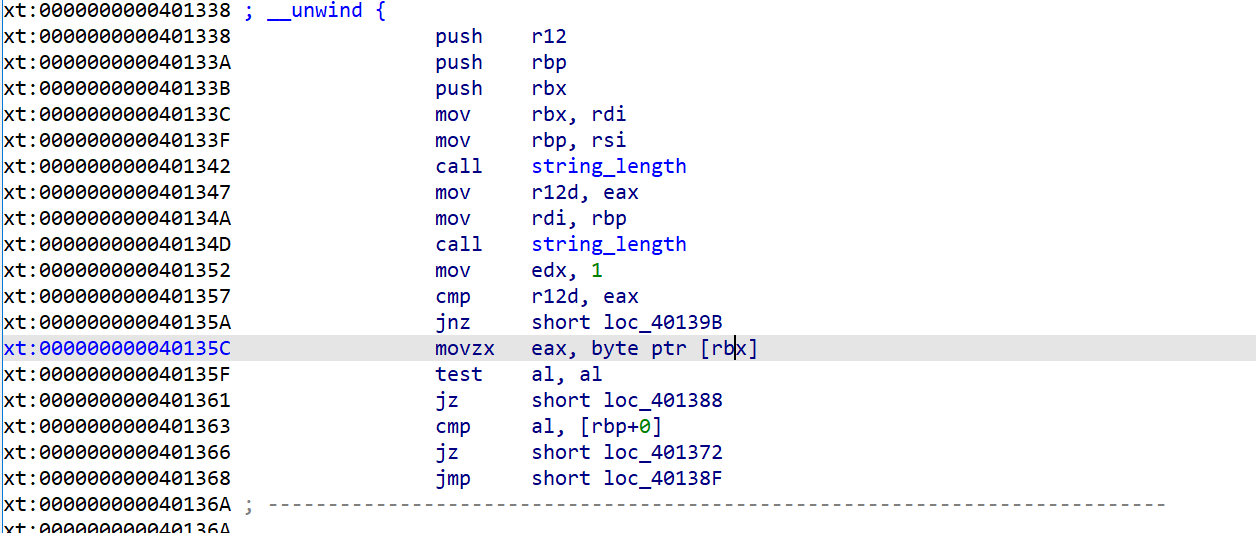 xt:0000000000401338 ; __unwind {
xt:0000000000401338 push r12
xt:000000000040133A push rbp
xt:000000000040133B push rbx
xt:000000000040133C mov rbx, rdi
xt:000000000040133F mov rbp, rsi
xt:0000000000401342 call string_length
xt:0000000000401347 mov r12d, eax
xt:000000000040134A mov rdi, rbp
xt:000000000040134D call string_length
xt:0000000000401352 mov edx, 1
xt:0000000000401357 cmp r12d, eax
xt:000000000040135A jnz short loc_40139B
xt:000000000040135C movzx eax, byte ptr [rbx]
xt:000000000040135F test al, al
xt:0000000000401361 jz short loc_401388
xt:0000000000401363 cmp al, [rbp+0]
xt:0000000000401366 jz short loc_401372
xt:0000000000401368 jmp short loc_40138F
xt:000000000040136A ; ---------------------------------------------------------------------------
xt:000000000040136A